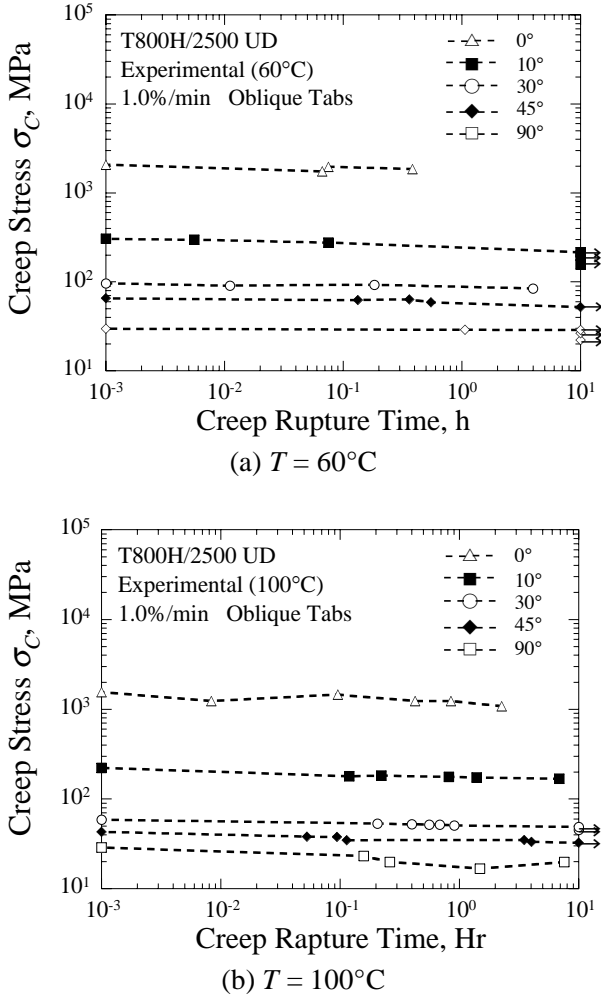 10^5
T800H/2500 UD
Experimental (60°C)
1.0%/min Oblique Tabs
0°
10°
30°
45°
90°
10^4
10^3
10^2
10^1
Creep Stress σ_C, MPa
10^-3
10^-2
10^-1
10^0
10^1
Creep Rupture Time, h
(a) T = 60°C
10^5
T800H/2500 UD
Experimental (100°C)
1.0%/min Oblique Tabs
0°
10°
30°
45°
90°
10^4
10^3
10^2
10^1
Creep Stress σ_C, MPa
10^-3
10^-2
10^-1
10^0
10^1
Creep Rapture Time, Hr
(b) T = 100°C